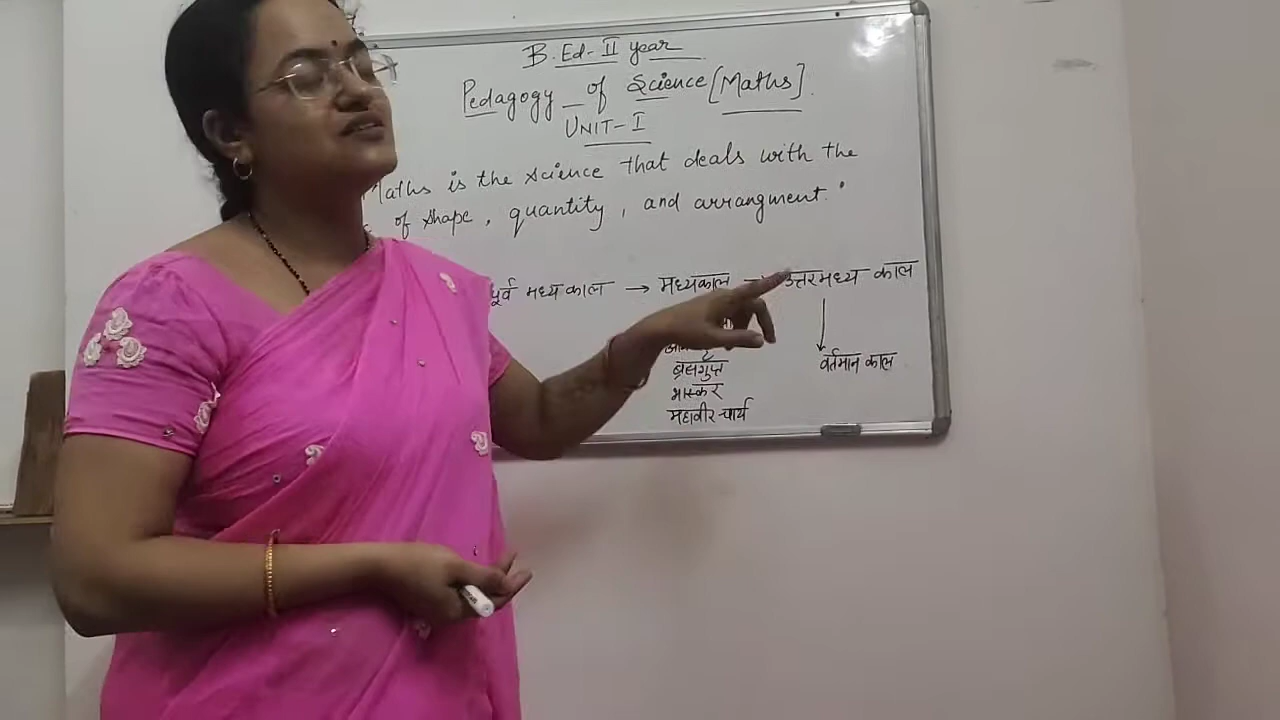 B. Ed- II year
Pedagogy of Science [Maths].
UNIT-I
Maths is the science that deals with the
of shape, quantity, and arrangment."
पूर्व मध्यकाल → मध्यकाल → उत्तरमध्य काल
ब्रह्मगुप्त
भास्कर
महावीर चार्य
वर्तमान काल